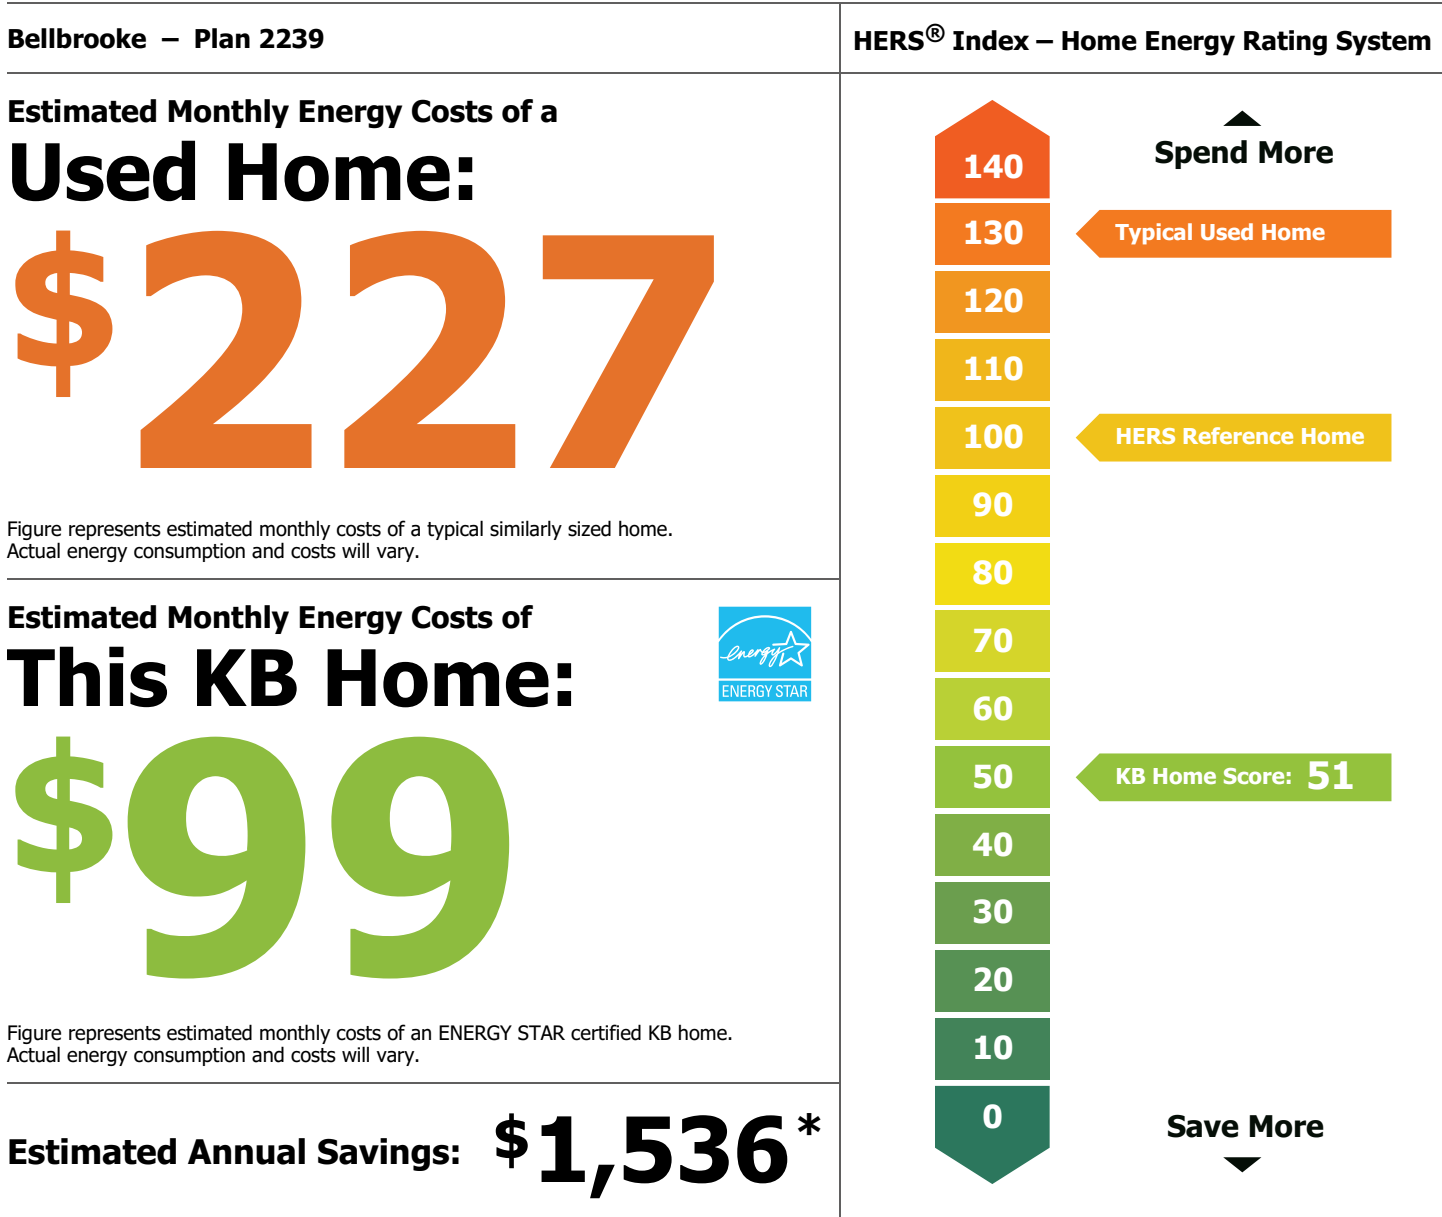 Bellbrooke – Plan 2239
Estimated Monthly Energy Costs of a
Used Home:
$227
Figure represents estimated monthly costs of a typical similarly sized home.
Actual energy consumption and costs will vary.
Estimated Monthly Energy Costs of
This KB Home:
energy
ENERGY STAR
$99
Figure represents estimated monthly costs of an ENERGY STAR certified KB home.
Actual energy consumption and costs will vary.
Estimated Annual Savings: $1,536*
HERS® Index – Home Energy Rating System
Spend More
140
130 Typical Used Home
120
110
100 HERS Reference Home
90
80
70
60
50 KB Home Score: 51
40
30
20
10
0
Save More